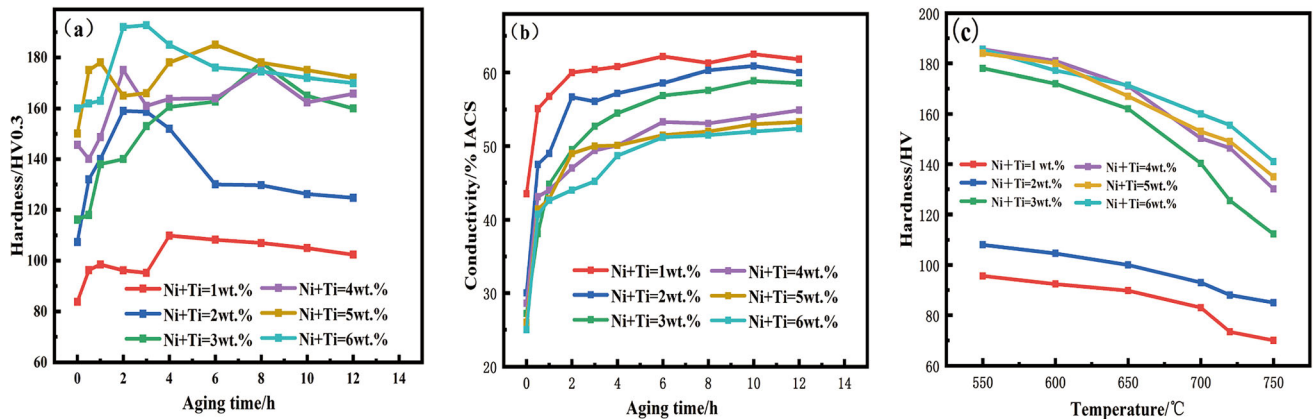 (a)
Hardness/HV0.3
180
160
140
120
100
80
60
0 2 4 6 8 10 12 14
Aging time/h
Ni+Ti=1wt.% Ni+Ti=4wt.%
Ni+Ti=2wt.% Ni+Ti=5wt.%
Ni+Ti=3wt.% Ni+Ti=6wt.%
(b)
Conductivity/% IACS
60
50
40
30
20
0 2 4 6 8 10 12 14
Aging time/h
Ni+Ti=1wt.% Ni+Ti=4wt.%
Ni+Ti=2wt.% Ni+Ti=5wt.%
Ni+Ti=3wt.% Ni+Ti=6wt.%
(c)
Hardness/HV
200
180
160
140
120
100
80
60
550 600 650 700 750
Temperature/℃
Ni+Ti=1 wt.% Ni+Ti=4wt.%
Ni+Ti=2wt.% Ni+Ti=5wt.%
Ni+Ti=3wt.% Ni+Ti=6wt.%